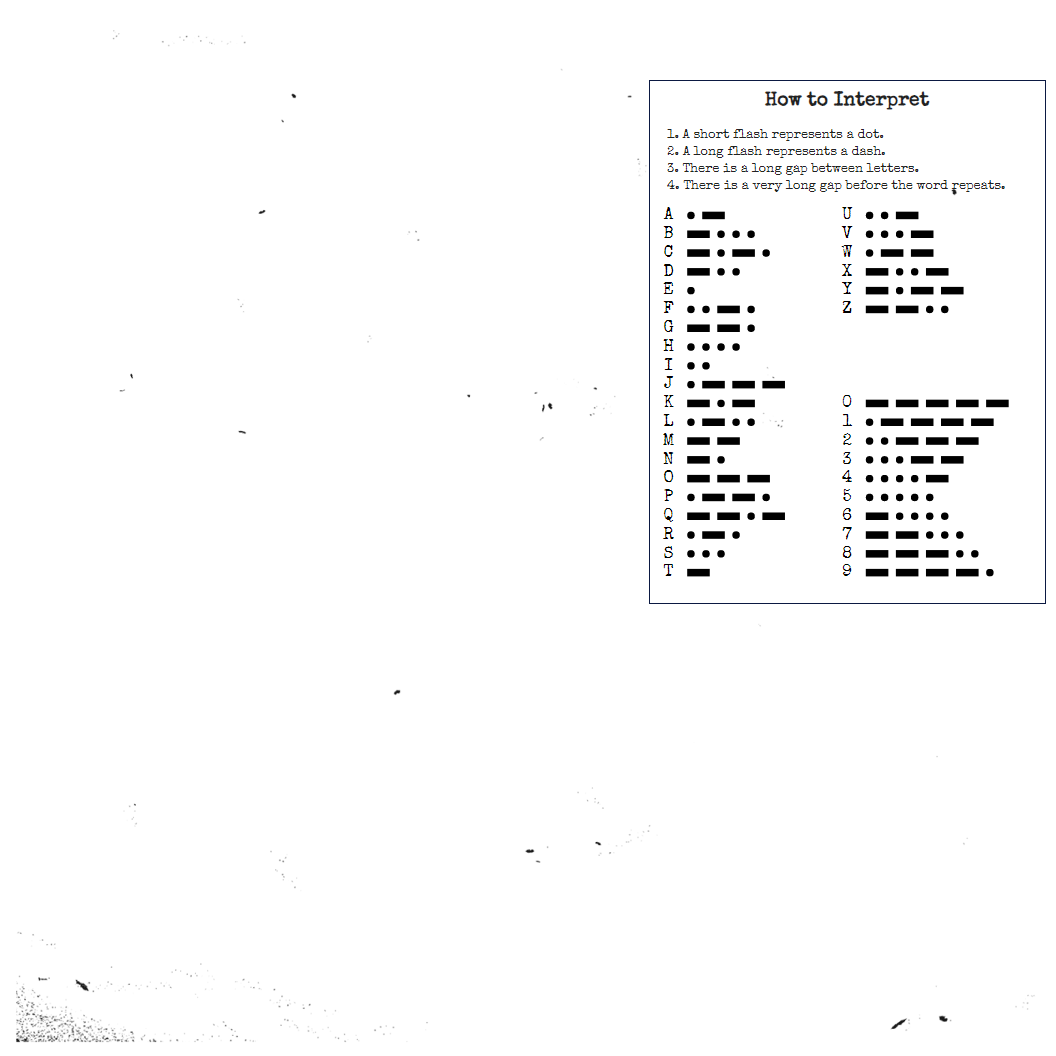 How to Interpret
1. A short flash represents a dot.
2. A long flash represents a dash.
3. There is a long gap between letters.
4. There is a very long gap before the word repeats.
A • ▬ U • • ▬
B ▬ • • • V • • • ▬
C ▬ • ▬ • W • ▬ ▬
D ▬ • • X ▬ • • ▬
E • Y ▬ • ▬ ▬
F • • ▬ • Z ▬ ▬ • •
G ▬ ▬ •
H • • • •
I • •
J • ▬ ▬ ▬
K ▬ • ▬ 0 ▬ ▬ ▬ ▬ ▬
L • ▬ • • 1 • ▬ ▬ ▬ ▬
M ▬ ▬ 2 • • ▬ ▬ ▬
N ▬ • 3 • • • ▬ ▬
O ▬ ▬ ▬ 4 • • • • ▬
P • ▬ ▬ • 5 • • • • •
Q ▬ ▬ • ▬ 6 ▬ • • • •
R • ▬ • 7 ▬ ▬ • • •
S • • • 8 ▬ ▬ ▬ • •
T ▬ 9 ▬ ▬ ▬ ▬ •